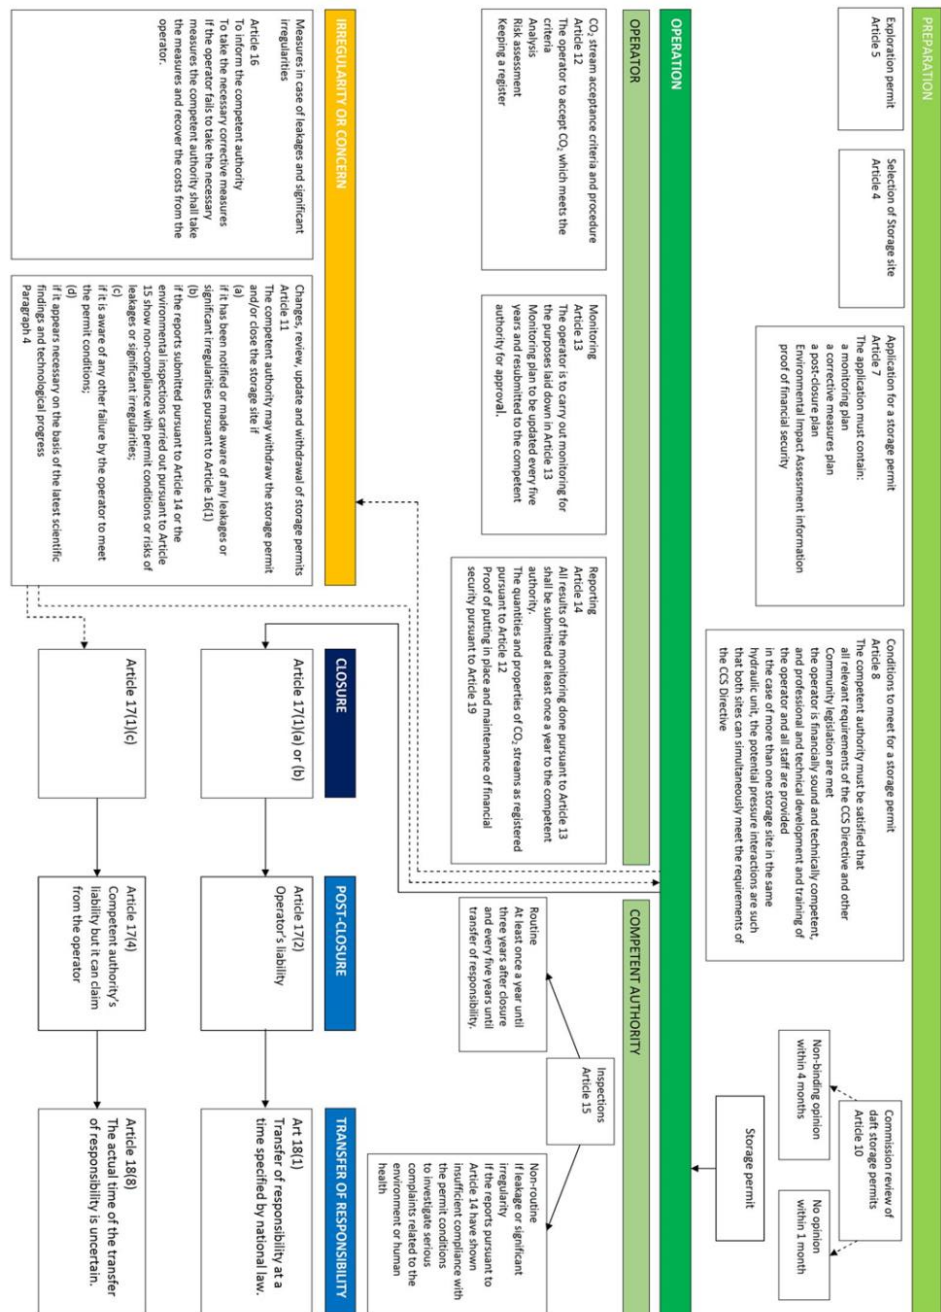 PREPARATION
Exploration permit
Article 5
Selection of Storage site
Article 4
Application for a storage permit
Article 7
The application must contain:
a monitoring plan
a corrective measures plan
a post-closure plan
Environmental Impact Assessment information
proof of financial security
Conditions to meet for a storage permit
Article 8
The competent authority must be satisfied that
all relevant requirements of the CCS Directive and other
Community legislation are met
the operator is financially sound and technically competent,
and professional and technical development and training of
the operator and all staff are provided
in the case of more than one storage site in the same
hydraulic unit, the potential pressure interactions are such
that both sites can simultaneously meet the requirements of
the CCS Directive
Commission review of
daft storage permits
Article 10
Non-binding opinion
within 4 months
No opinion
within 1 month
Storage permit
OPERATION
OPERATOR
COMPETENT AUTHORITY
CO₂ stream acceptance criteria and procedure
Article 12
The operator to accept CO₂ which meets the
criteria
Analysis
Risk assessment
Keeping a register
Monitoring
Article 13
The operator is to carry out monitoring for
the purposes laid down in Article 13
Monitoring plan to be updated every five
years and resubmitted to the competent
authority for approval.
Reporting
Article 14
All results of the monitoring done pursuant to Article 13
shall be submitted at least once a year to the competent
authority.
The quantities and properties of CO₂ streams as registered
pursuant to Article 12
Proof of putting in place and maintenance of financial
security pursuant to Article 19
Inspections
Article 15
Routine
At least once a year until
three years after closure
and every five years until
transfer of responsibility.
Non-routine
If leakage or significant
irregularity
If the reports pursuant to
Article 14 have shown
insufficient compliance with
the permit conditions
to investigate serious
complaints related to the
environment or human
health
IRREGULARITY OR CONCERN
Measures in case of leakages and significant
irregularities
Article 16
To inform the competent authority
To take the necessary corrective measures
If the operator fails to take the necessary
measures the competent authority shall take
the measures and recover the costs from the
operator.
Changes, review, update and withdrawal of storage permits
Article 11
The competent authority may withdraw the storage permit
and/or close the storage site if
(a)
if it has been notified or made aware of any leakages or
significant irregularities pursuant to Article 16(1)
(b)
if the reports submitted pursuant to Article 14 or the
environmental inspections carried out pursuant to Article
15 show non-compliance with permit conditions or risks of
leakages or significant irregularities;
(c)
if it is aware of any other failure by the operator to meet
the permit conditions;
(d)
if it appears necessary on the basis of the latest scientific
findings and technological progress
Paragraph 4
CLOSURE
POST-CLOSURE
TRANSFER OF RESPONSIBILITY
Article 17(1)(a) or (b)
Article 17(2)
Operator's liability
Art 18(1)
Transfer of responsibility at a
time specified by national law.
Article 17(1)(c)
Article 17(4)
Competent authority's
liability but it can claim
from the operator
Article 18(8)
The actual time of the transfer
of responsibility is uncertain.